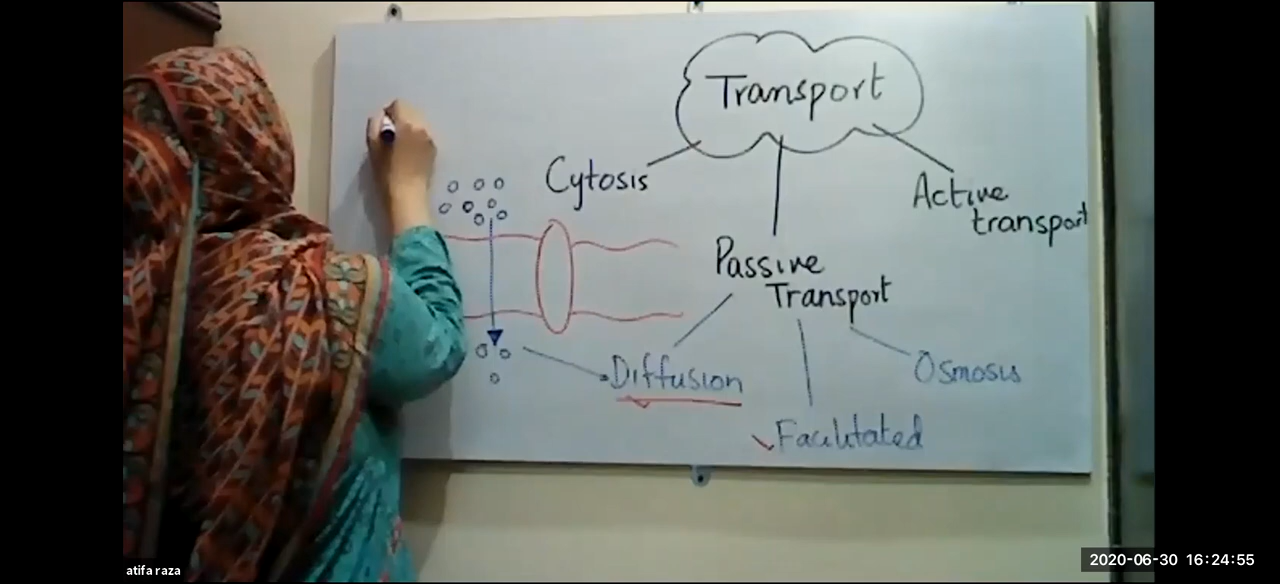 Transport
Cytosis
Active
transport
Passive
Transport
Diffusion
Osmosis
Facilitated
atifa raza
2020-06-30 16:24:55